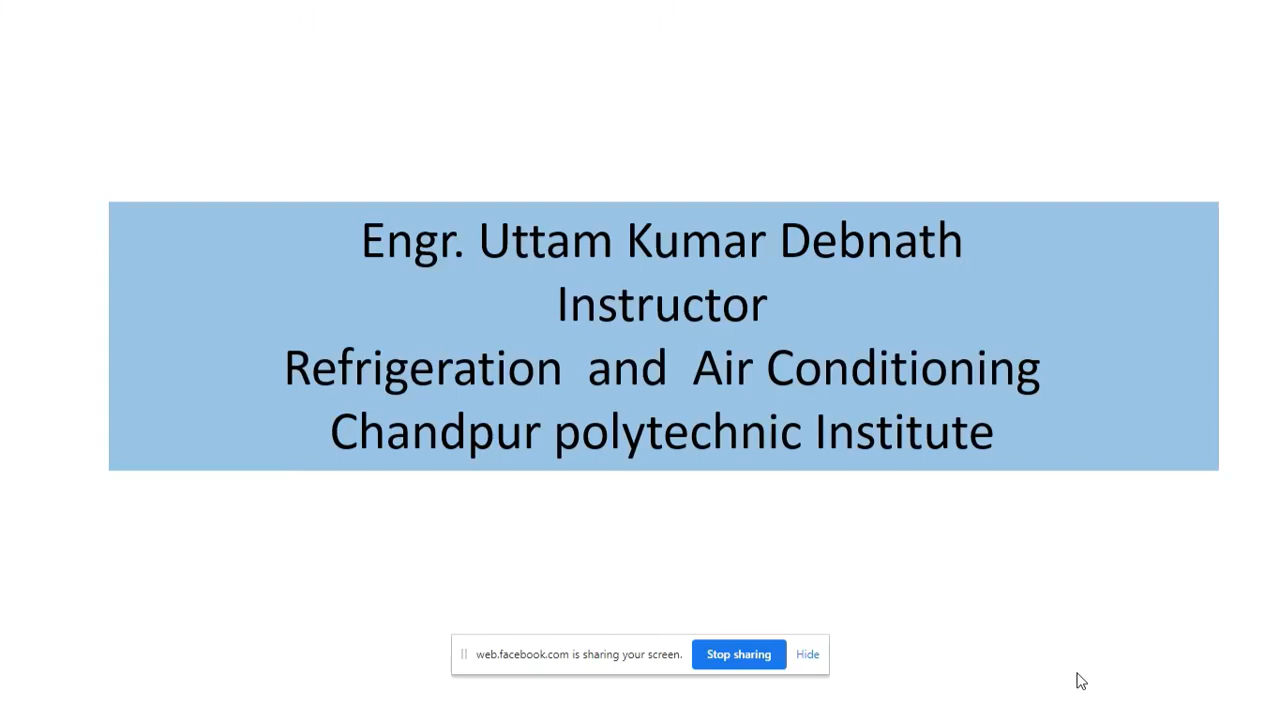 Engr. Uttam Kumar Debnath
Instructor
Refrigeration and Air Conditioning
Chandpur polytechnic Institute
web.facebook.com is sharing your screen. Stop sharing Hide